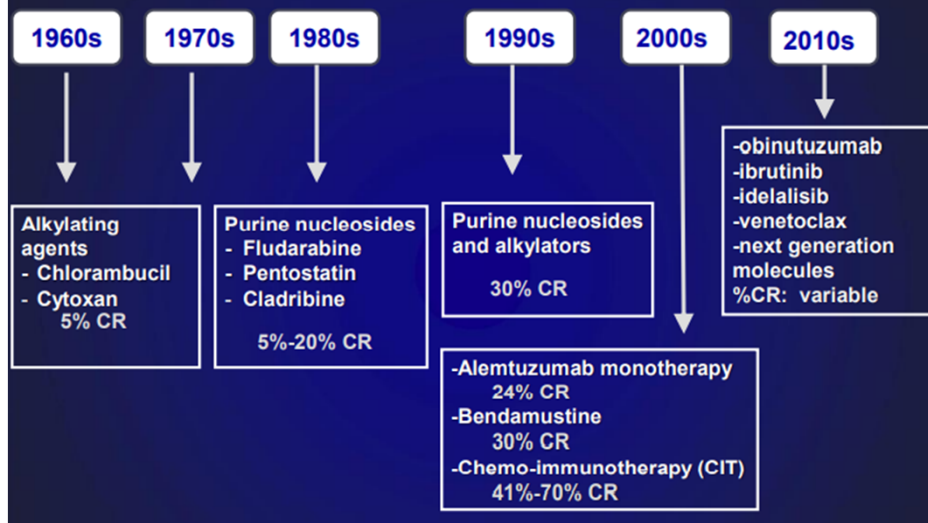 1960s
1970s
1980s
1990s
2000s
2010s
Alkylating
agents
- Chlorambucil
- Cytoxan
5% CR
Purine nucleosides
- Fludarabine
- Pentostatin
- Cladribine
5%-20% CR
Purine nucleosides
and alkylators
30% CR
-Alemtuzumab monotherapy
24% CR
-Bendamustine
30% CR
-Chemo-immunotherapy (CIT)
41%-70% CR
-obinutuzumab
-ibrutinib
-idelalisib
-venetoclax
-next generation
molecules
%CR: variable